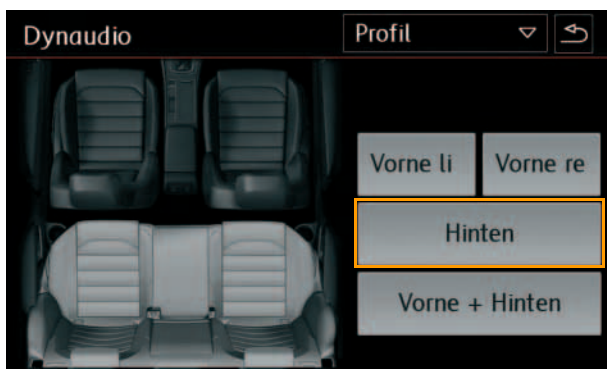 Dynaudio
Profil
Vorne li
Vorne re
Hinten
Vorne + Hinten